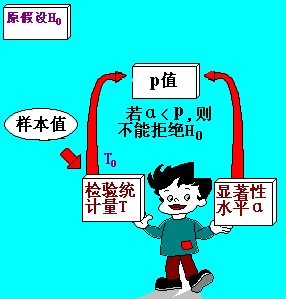 原假设H₀
p值
若α<p,则
不能拒绝H₀
样本值
T₀
检验统
计量T
显著性
水平α